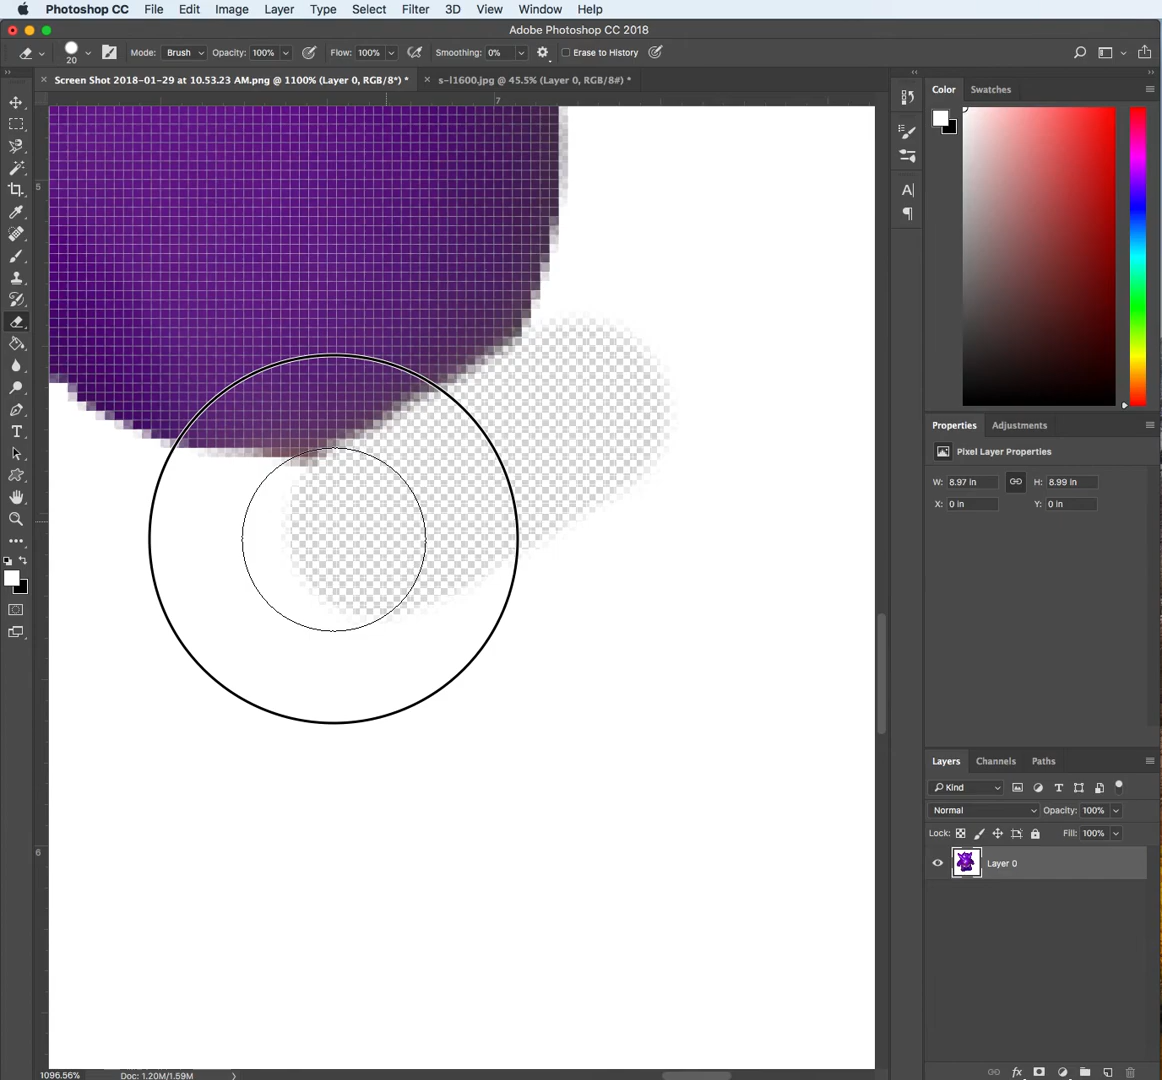 Photoshop CC File Edit Image Layer Type Select Filter 3D View Window Help
Adobe Photoshop CC 2018
20 Mode: Brush Opacity: 100% Flow: 100% Smoothing: 0% Erase to History
× Screen Shot 2018-01-29 at 10.53.23 AM.png @ 1100% (Layer 0, RGB/8*) * × s-l1600.jpg @ 45.5% (Layer 0, RGB/8#) *
7
5
6
Color Swatches
Properties Adjustments
Pixel Layer Properties
W: 8.97 in H: 8.99 in
X: 0 in Y: 0 in
Layers Channels Paths
Kind
Normal Opacity: 100%
Lock: Fill: 100%
Layer 0
fx
1096.56% Doc: 1.20M/1.59M